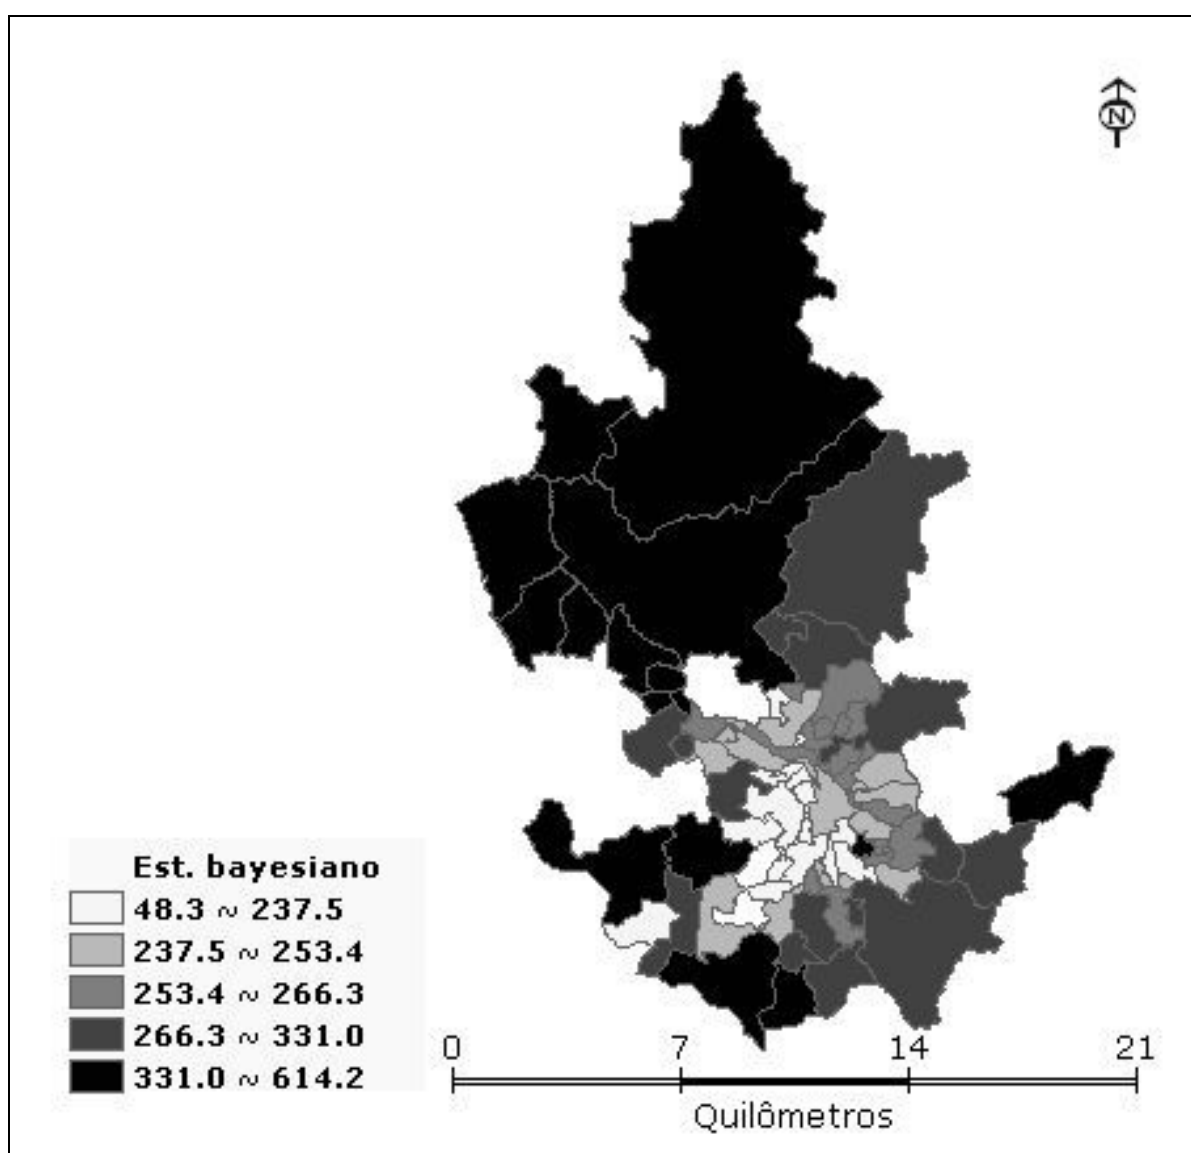 N
Est. bayesiano
48.3 ~ 237.5
237.5 ~ 253.4
253.4 ~ 266.3
266.3 ~ 331.0
331.0 ~ 614.2
0 7 14 21
Quilômetros